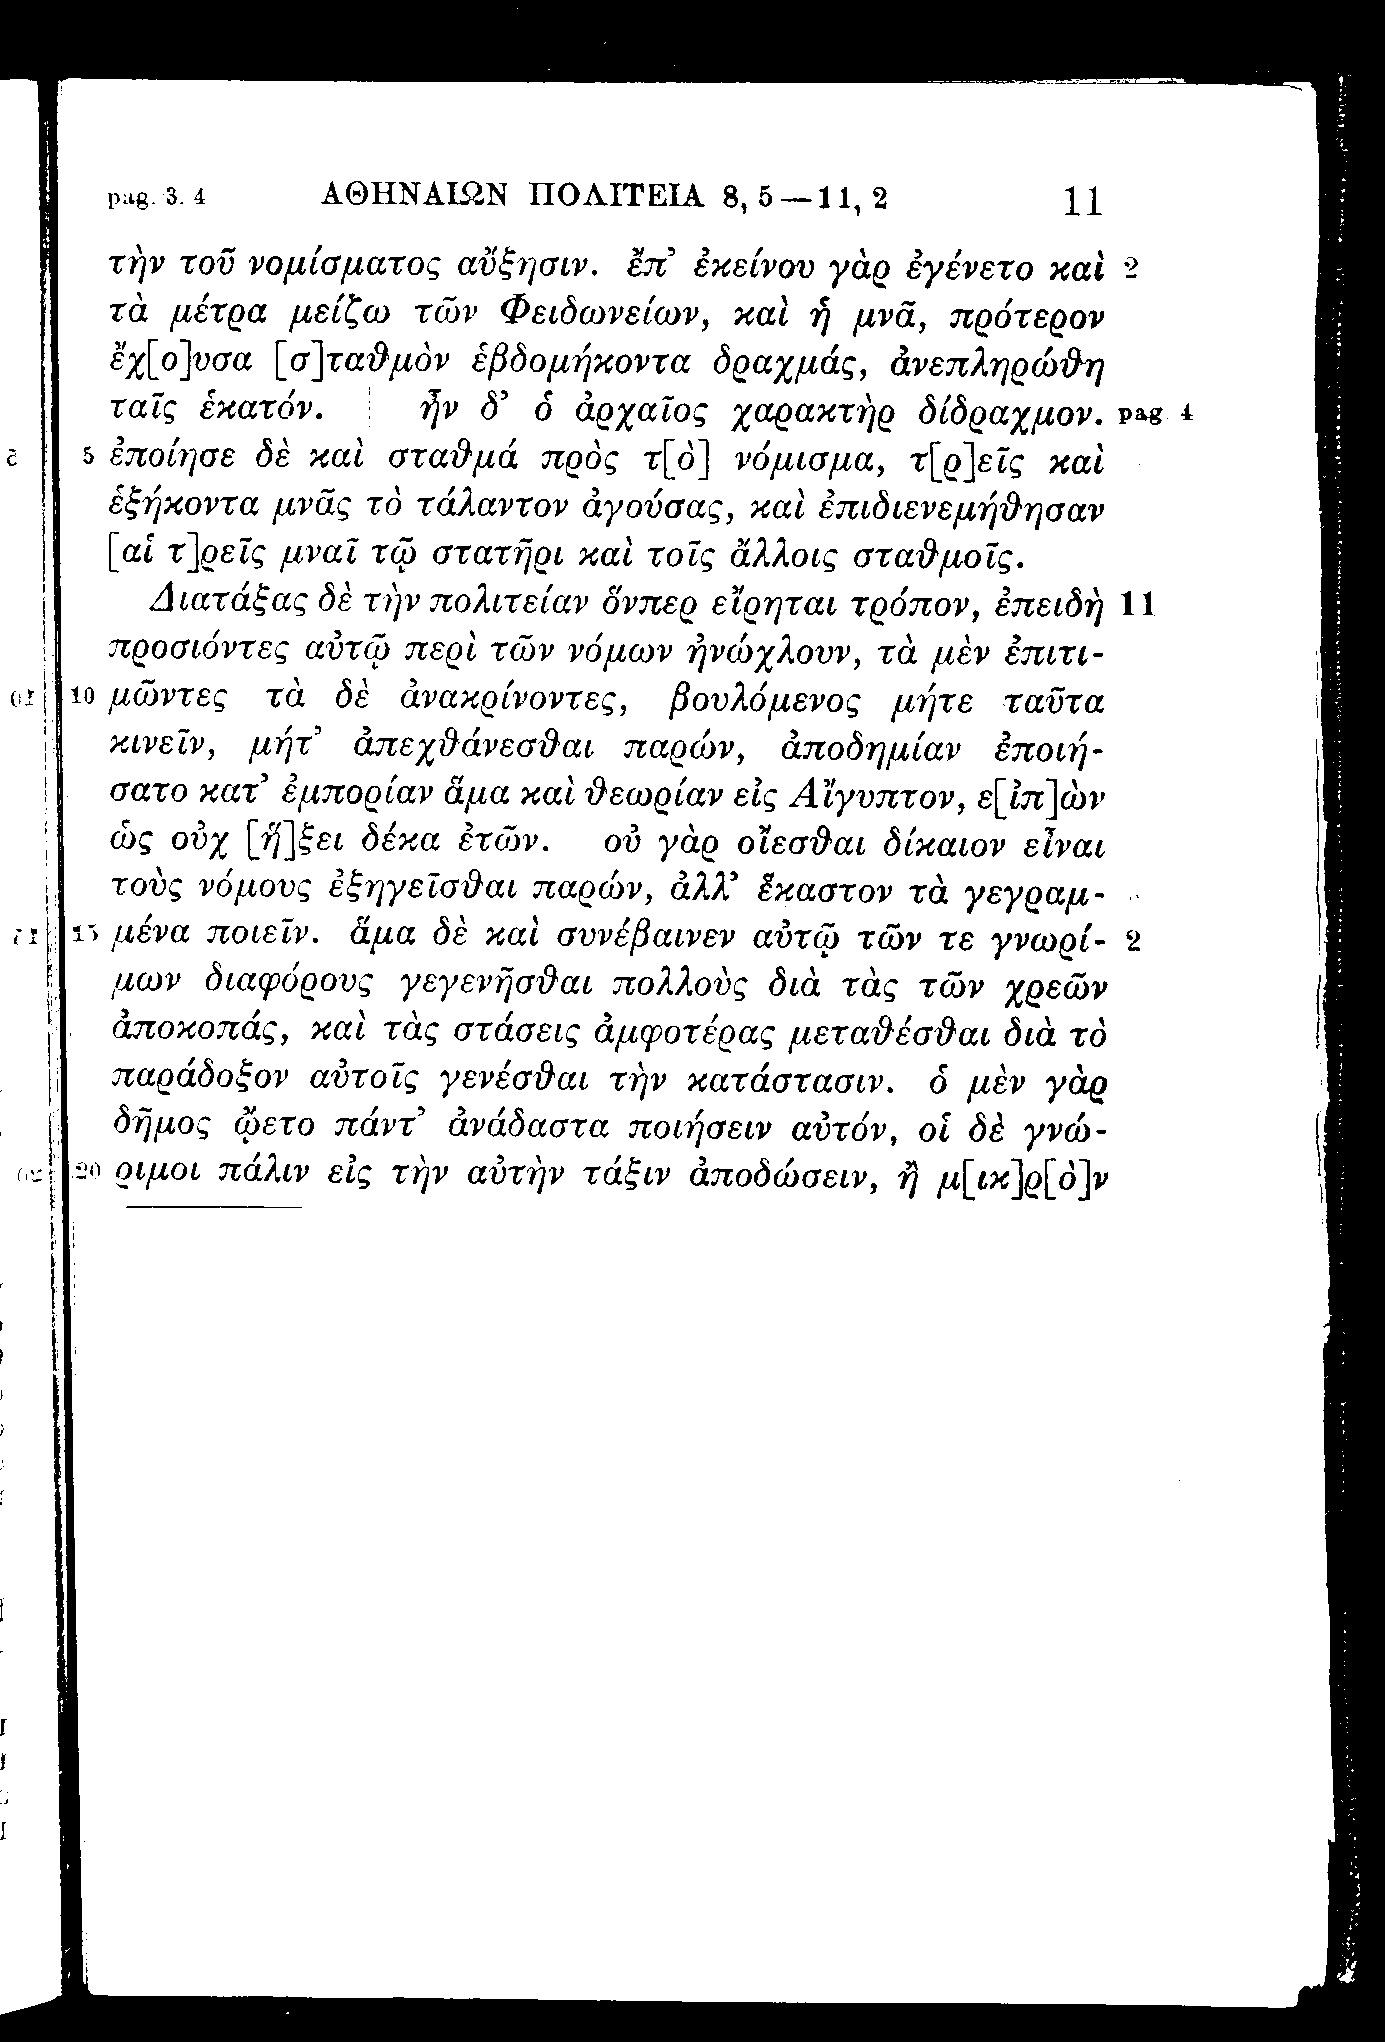 pag. 3. 4 ΑΘΗΝΑΙΩΝ ΠΟΛΙΤΕΙΑ 8, 5—11, 2 11
τὴν τοῦ νομίσματος αὔξησιν. ἔπ’ ἐκείνου γὰρ ἐγένετο καὶ 2
τὰ μέτρα μείζω τῶν Φειδωνείων, καὶ ἡ μνᾶ, πρότερον
ἔχ[ο]υσα [σ]ταθμὸν ἑβδομήκοντα δραχμάς, ἀνεπληρώθη
ταῖς ἑκατόν. ἦν δ’ ὁ ἀρχαῖος χαρακτὴρ δίδραχμον. pag 4
5 ἐποίησε δὲ καὶ σταθμά πρὸς τ[ὸ] νόμισμα, τ[ρ]εῖς καὶ
ἑξήκοντα μνᾶς τὸ τάλαντον ἀγούσας, καὶ ἐπιδιενεμήθησαν
[αἱ τ]ρεῖς μναῖ τῷ στατῆρι καὶ τοῖς ἄλλοις σταθμοῖς.
Διατάξας δὲ τὴν πολιτείαν ὅνπερ εἴρηται τρόπον, ἐπειδὴ 11
προσιόντες αὐτῷ περὶ τῶν νόμων ἠνώχλουν, τὰ μὲν ἐπιτι-
10 μῶντες τὰ δὲ ἀνακρίνοντες, βουλόμενος μήτε ταῦτα
κινεῖν, μήτ’ ἀπεχθάνεσθαι παρών, ἀποδημίαν ἐποιή-
σατο κατ’ ἐμπορίαν ἅμα καὶ θεωρίαν εἰς Αἴγυπτον, ε[ἰπ]ὼν
ὡς οὐχ [ἥ]ξει δέκα ἐτῶν. οὐ γὰρ οἴεσθαι δίκαιον εἶναι
τοὺς νόμους ἐξηγεῖσθαι παρών, ἀλλ’ ἕκαστον τὰ γεγραμ-
15 μένα ποιεῖν. ἅμα δὲ καὶ συνέβαινεν αὐτῷ τῶν τε γνωρί- 2
μων διαφόρους γεγενῆσθαι πολλοὺς διὰ τὰς τῶν χρεῶν
ἀποκοπάς, καὶ τὰς στάσεις ἀμφοτέρας μεταθέσθαι διὰ τὸ
παράδοξον αὐτοῖς γενέσθαι τὴν κατάστασιν. ὁ μὲν γὰρ
δῆμος ᾤετο πάντ’ ἀνάδαστα ποιήσειν αὐτόν, οἱ δὲ γνώ-
20 ριμοι πάλιν εἰς τὴν αὐτὴν τάξιν ἀποδώσειν, ἢ μ[ικ]ρ[ὸ]ν